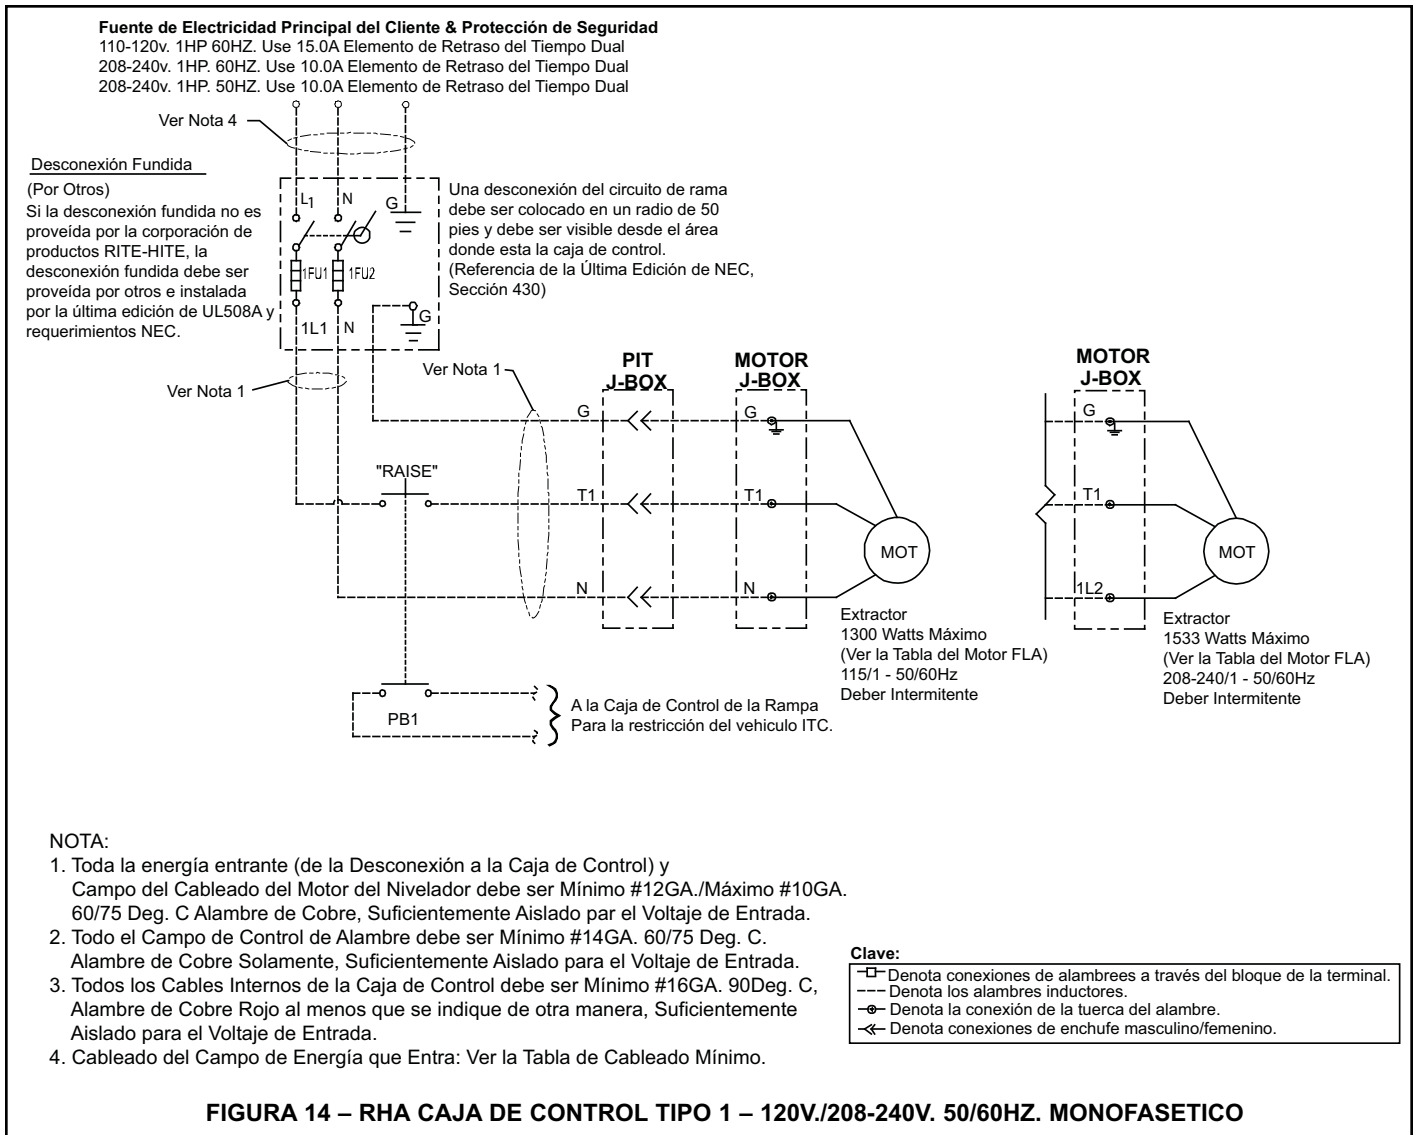 Fuente de Electricidad Principal del Cliente & Protección de Seguridad
110-120v. 1HP 60HZ. Use 15.0A Elemento de Retraso del Tiempo Dual
208-240v. 1HP. 60HZ. Use 10.0A Elemento de Retraso del Tiempo Dual
208-240v. 1HP. 50HZ. Use 10.0A Elemento de Retraso del Tiempo Dual
Ver Nota 4
Desconexión Fundida
(Por Otros)
Si la desconexión fundida no es
proveída por la corporación de
productos RITE-HITE, la
desconexión fundida debe ser
proveída por otros e instalada
por la última edición de UL508A y
requerimientos NEC.
L1
N
G
1FU1
1FU2
1L1
N
G
Una desconexión del circuito de rama
debe ser colocado en un radio de 50
pies y debe ser visible desde el área
donde esta la caja de control.
(Referencia de la Última Edición de NEC,
Sección 430)
Ver Nota 1
Ver Nota 1
PIT
J-BOX
MOTOR
J-BOX
MOTOR
J-BOX
G
G
G
"RAISE"
T1
T1
T1
MOT
MOT
N
N
1L2
Extractor
1300 Watts Máximo
(Ver la Tabla del Motor FLA)
115/1 - 50/60Hz
Deber Intermitente
Extractor
1533 Watts Máximo
(Ver la Tabla del Motor FLA)
208-240/1 - 50/60Hz
Deber Intermitente
PB1
A la Caja de Control de la Rampa
Para la restricción del vehiculo ITC.
NOTA:
1. Toda la energía entrante (de la Desconexión a la Caja de Control) y
Campo del Cableado del Motor del Nivelador debe ser Mínimo #12GA./Máximo #10GA.
60/75 Deg. C Alambre de Cobre, Suficientemente Aislado par el Voltaje de Entrada.
2. Todo el Campo de Control de Alambre debe ser Mínimo #14GA. 60/75 Deg. C.
Alambre de Cobre Solamente, Suficientemente Aislado para el Voltaje de Entrada.
3. Todos los Cables Internos de la Caja de Control debe ser Mínimo #16GA. 90Deg. C,
Alambre de Cobre Rojo al menos que se indique de otra manera, Suficientemente
Aislado para el Voltaje de Entrada.
4. Cableado del Campo de Energía que Entra: Ver la Tabla de Cableado Mínimo.
Clave:
Denota conexiones de alambrees a través del bloque de la terminal.
Denota los alambres inductores.
Denota la conexión de la tuerca del alambre.
Denota conexiones de enchufe masculino/femenino.
FIGURA 14 – RHA CAJA DE CONTROL TIPO 1 – 120V./208-240V. 50/60HZ. MONOFASETICO